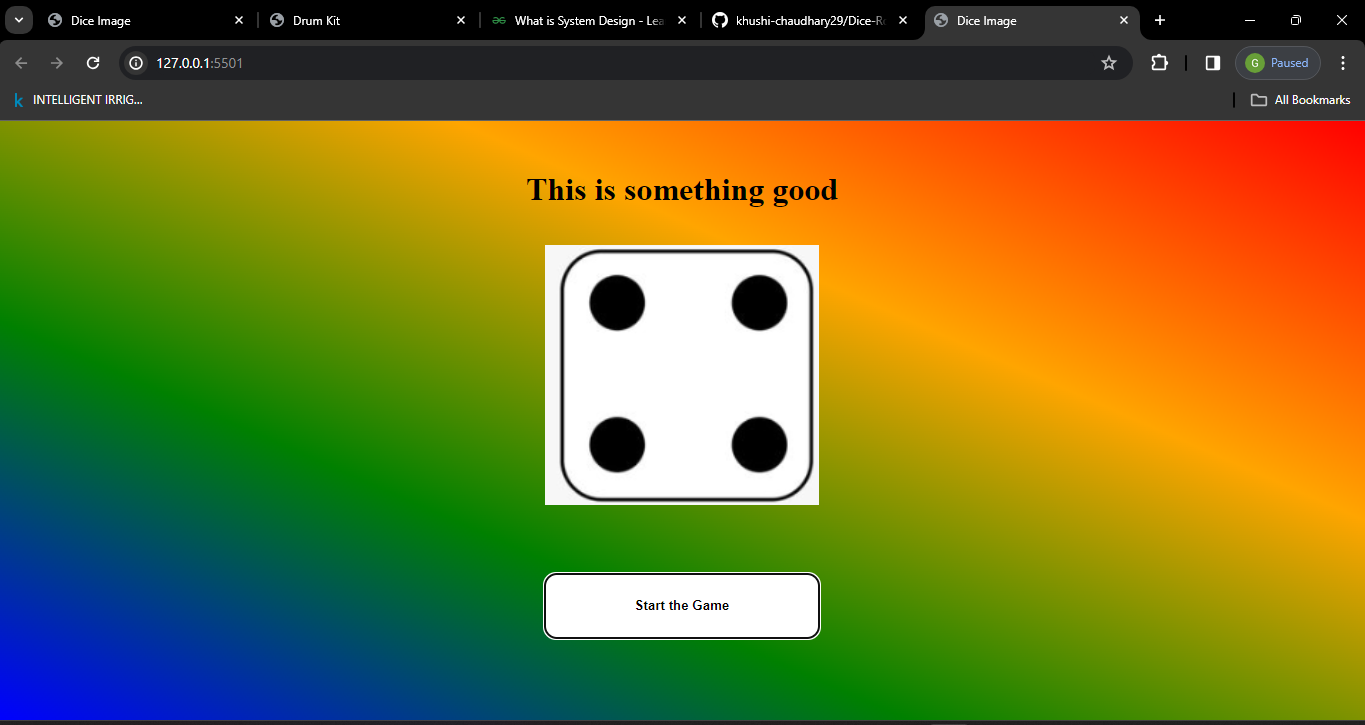 Dice Image
Drum Kit
What is System Design - Lea
khushi-chaudhary29/Dice-Ro
Dice Image
127.0.0.1:5501
G Paused
k INTELLIGENT IRRIG...
All Bookmarks
This is something good
Start the Game